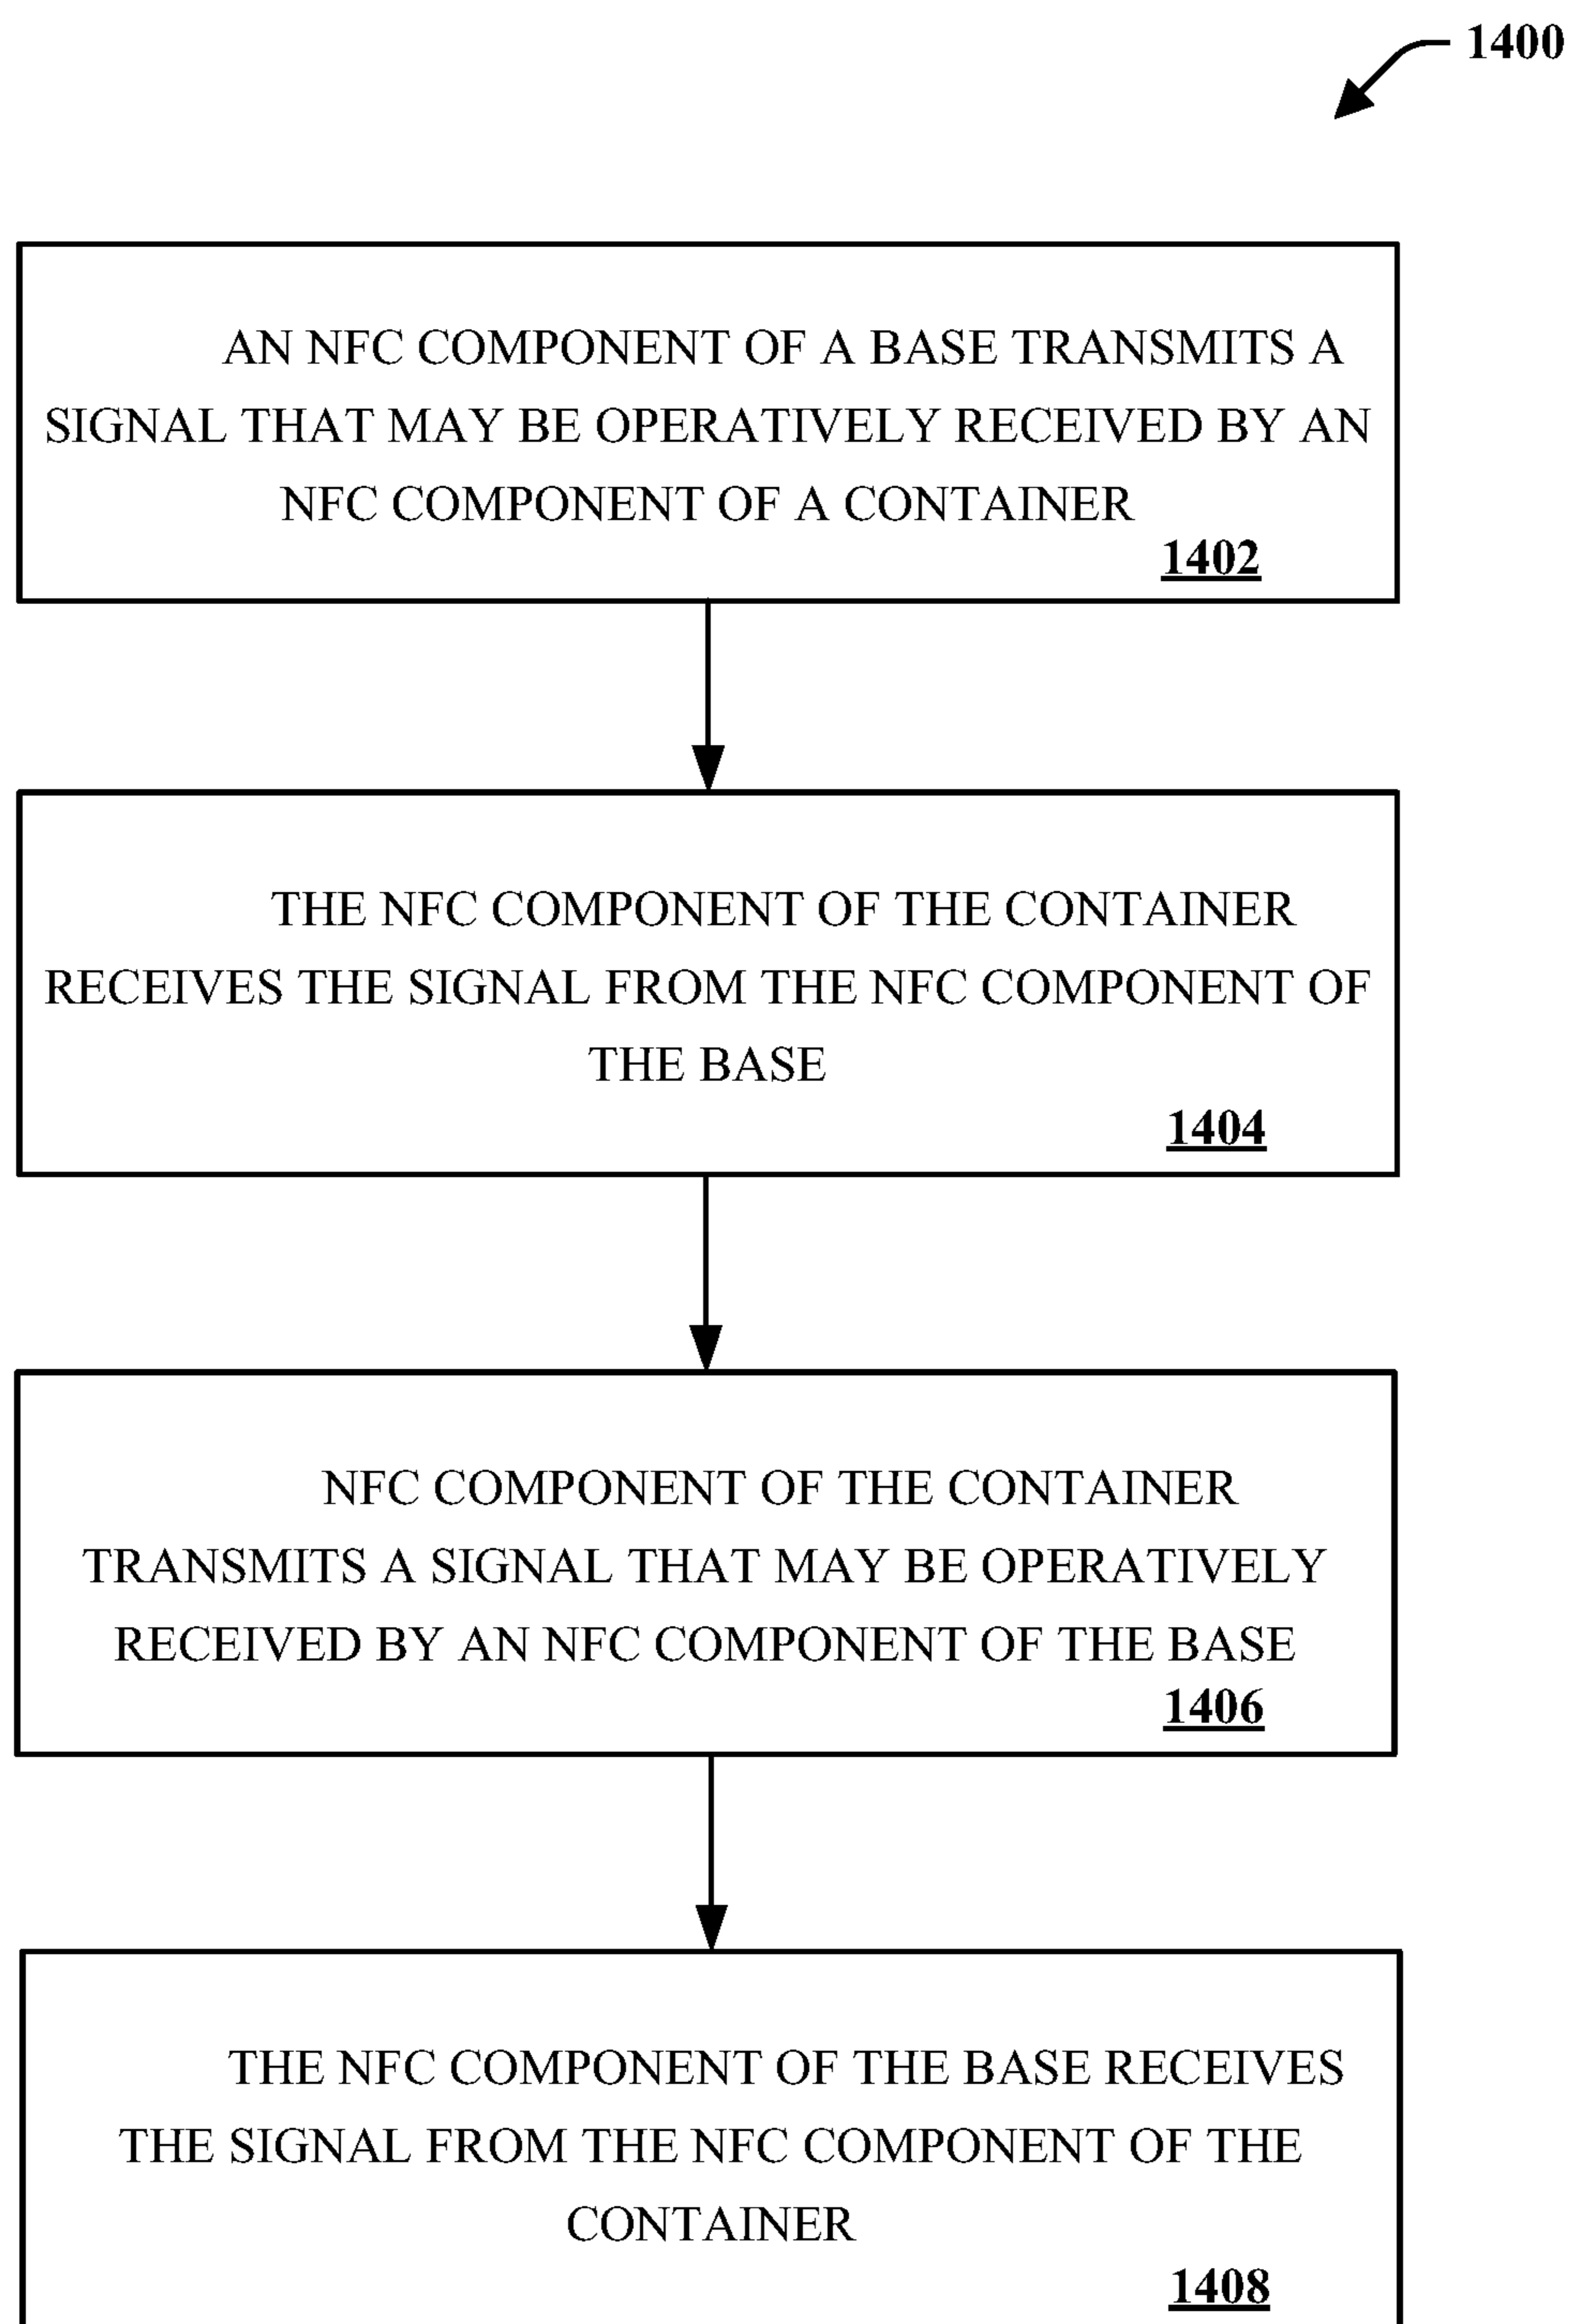 1400
AN NFC COMPONENT OF A BASE TRANSMITS A
SIGNAL THAT MAY BE OPERATIVELY RECEIVED BY AN
NFC COMPONENT OF A CONTAINER
1402
THE NFC COMPONENT OF THE CONTAINER
RECEIVES THE SIGNAL FROM THE NFC COMPONENT OF
THE BASE
1404
NFC COMPONENT OF THE CONTAINER
TRANSMITS A SIGNAL THAT MAY BE OPERATIVELY
RECEIVED BY AN NFC COMPONENT OF THE BASE
1406
THE NFC COMPONENT OF THE BASE RECEIVES
THE SIGNAL FROM THE NFC COMPONENT OF THE
CONTAINER
1408